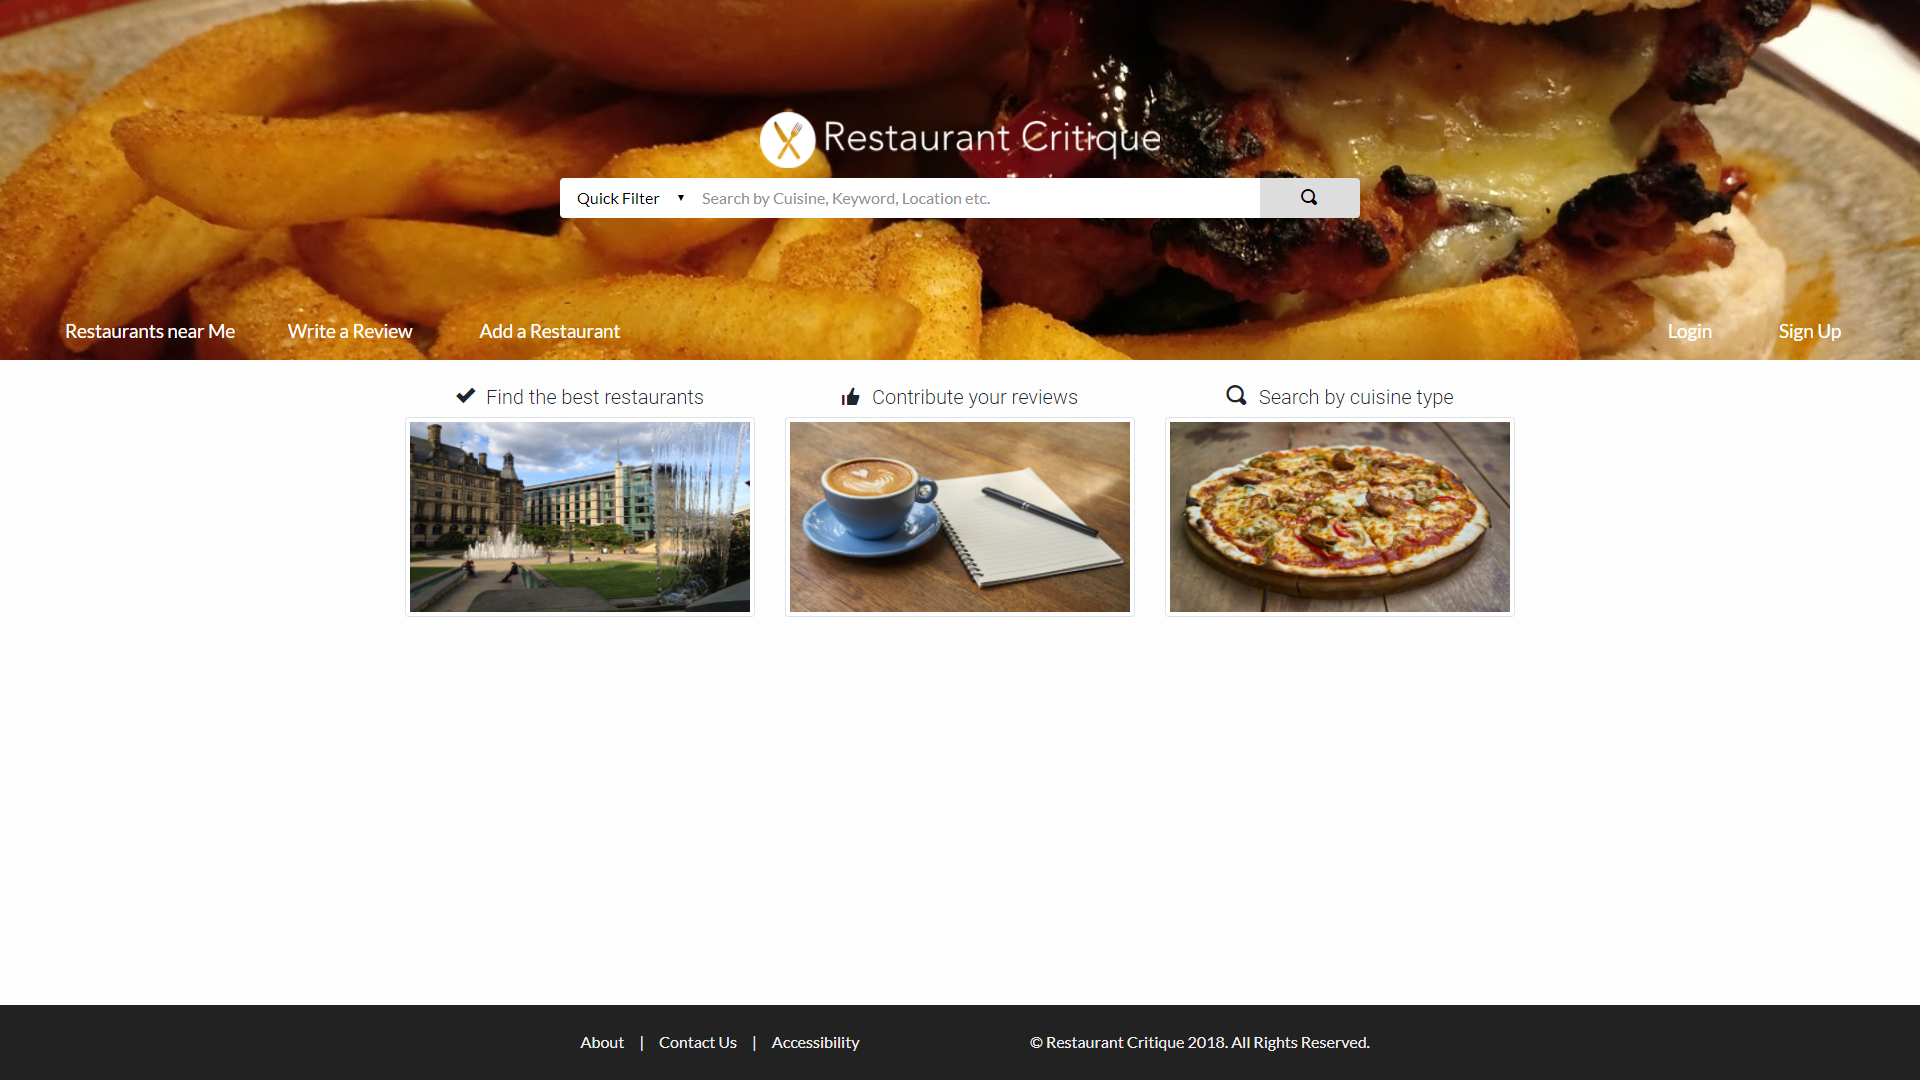 Restaurant Critique
Quick Filter ▼ Search by Cuisine, Keyword, Location etc.
Restaurants near Me Write a Review Add a Restaurant Login Sign Up
Find the best restaurants Contribute your reviews Search by cuisine type
About | Contact Us | Accessibility © Restaurant Critique 2018. All Rights Reserved.